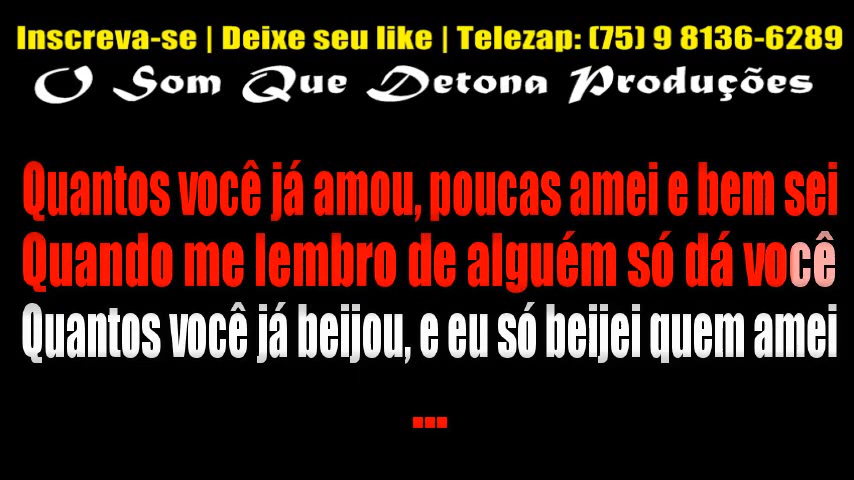 Inscreva-se | Deixe seu like | Telezap: (75) 9 8136-6289
O Som Que Detona Produções
Quantos você já amou, poucas amei e bem sei
Quando me lembro de alguém só dá você
Quantos você já beijou, e eu só beijei quem amei
...